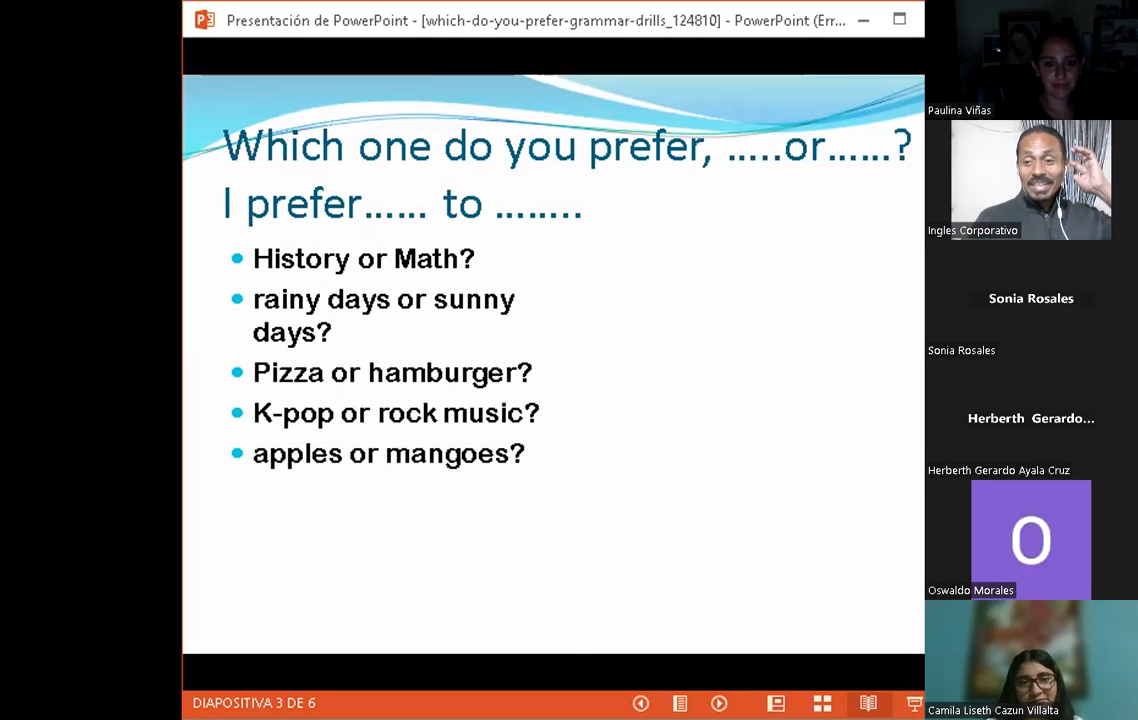 Presentación de PowerPoint - [which-do-you-prefer-grammar-drills_124810] - PowerPoint (Err...
Which one do you prefer, .....or......?
I prefer...... to ........
History or Math?
rainy days or sunny
days?
Pizza or hamburger?
K-pop or rock music?
apples or mangoes?
DIAPOSITIVA 3 DE 6
Paulina Viñas
Ingles Corporativo
Sonia Rosales
Sonia Rosales
Herberth Gerardo...
Herberth Gerardo Ayala Cruz
O
Oswaldo Morales
Camila Liseth Cazun Villalta